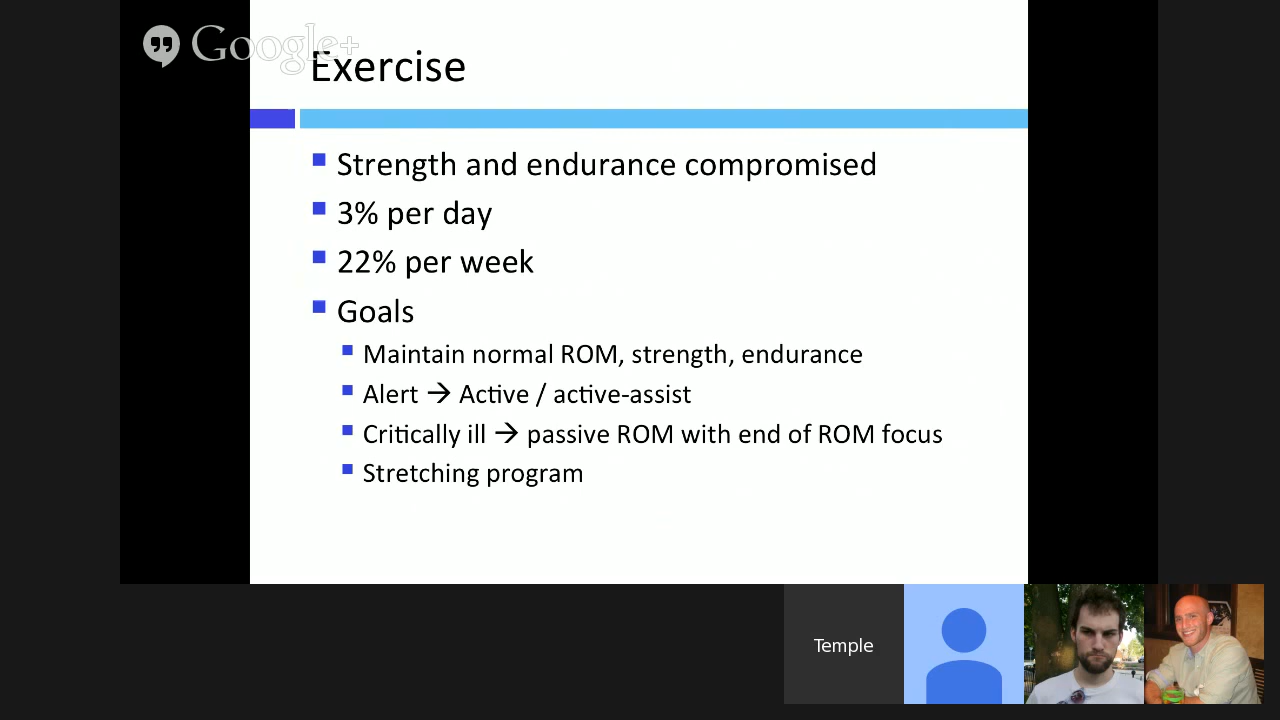 Google+
Exercise
Strength and endurance compromised
3% per day
22% per week
Goals
Maintain normal ROM, strength, endurance
Alert → Active / active-assist
Critically ill → passive ROM with end of ROM focus
Stretching program
Temple